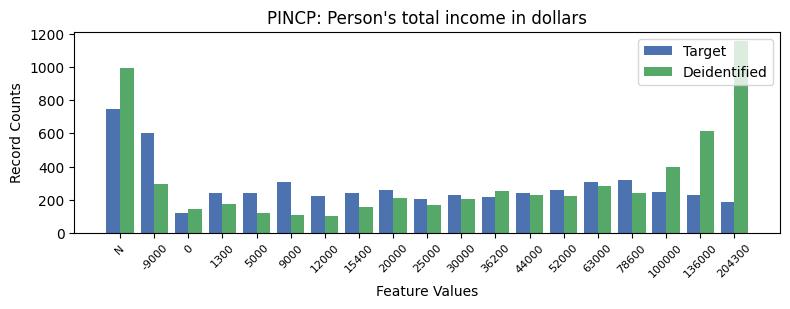 PINCP: Person's total income in dollars
1200
1000
800
600
400
200
0
Record Counts
Target
Deidentified
N -9000 0 1300 5000 9000 12000 15400 20000 25000 30000 36200 44000 52000 63000 78600 100000 136000 204300
Feature Values